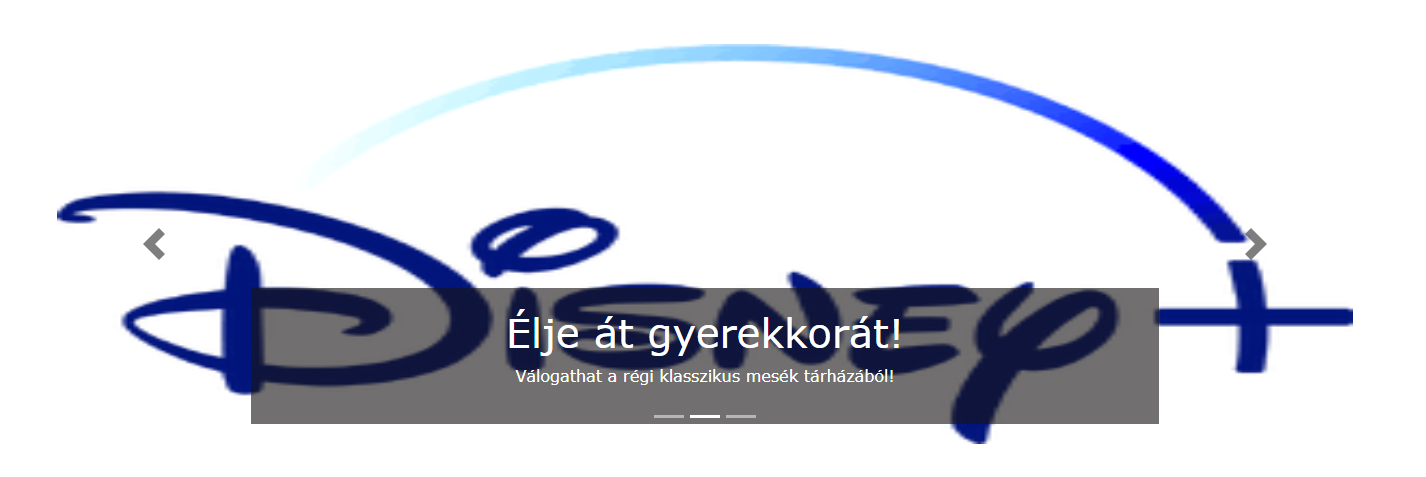 Disney+
Élje át gyerekkorát!
Válogathat a régi klasszikus mesék tárházából!